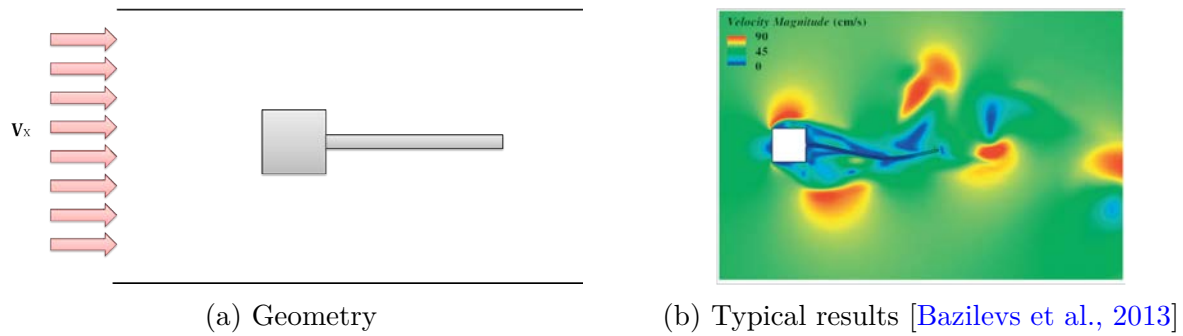 Vx
Velocity Magnitude (cm/s)
90
45
0
(a) Geometry
(b) Typical results [Bazilevs et al., 2013]